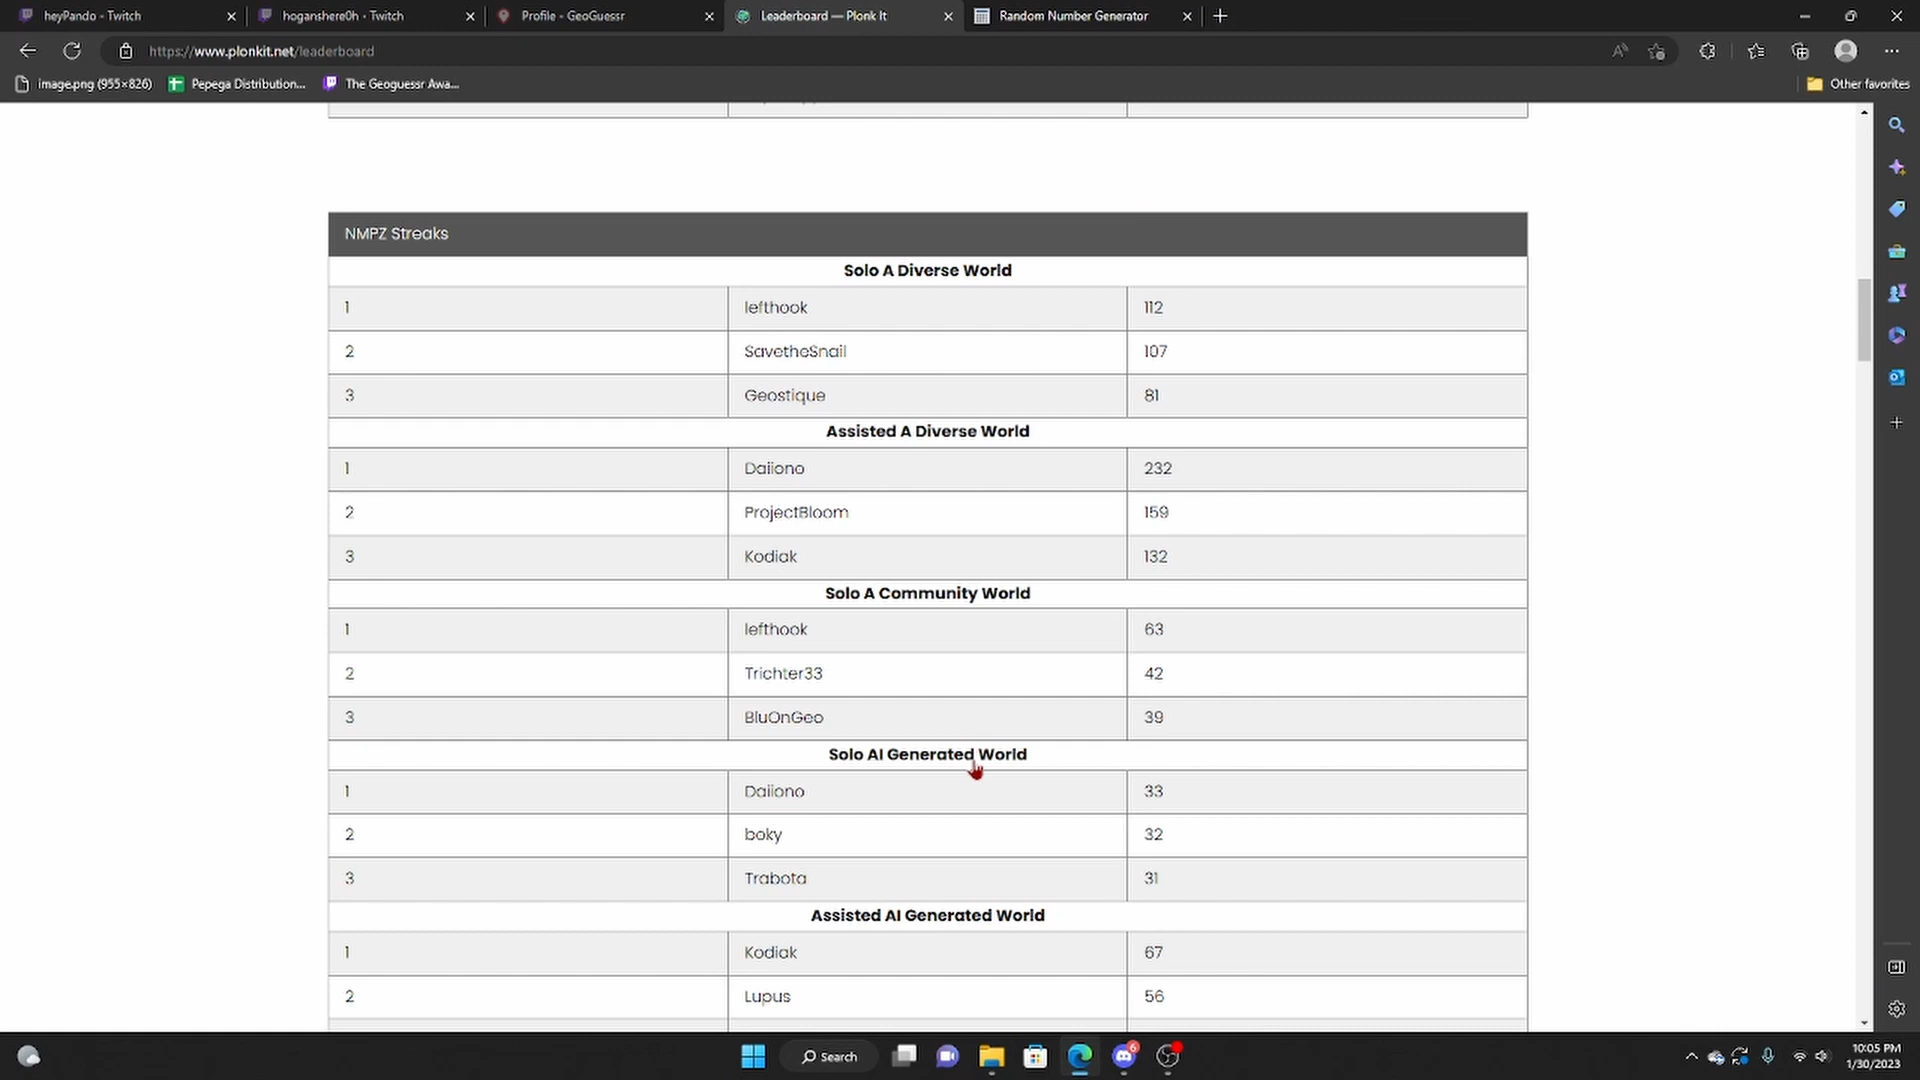 heyPando - Twitch
hoganshere0h - Twitch
Profile - GeoGuessr
Leaderboard — Plonk It
Random Number Generator
https://www.plonkit.net/leaderboard
image.png (955×826)
Pepega Distribution...
The Geoguessr Awa...
Other favorites
NMPZ Streaks
Solo A Diverse World
1 lefthook 112
2 SavetheSnail 107
3 Geostique 81
Assisted A Diverse World
1 Daiiono 232
2 ProjectBloom 159
3 Kodiak 132
Solo A Community World
1 lefthook 63
2 Trichter33 42
3 BluOnGeo 39
Solo AI Generated World
1 Daiiono 33
2 boky 32
3 Trabota 31
Assisted AI Generated World
1 Kodiak 67
2 Lupus 56
Search
6
10:05 PM
1/30/2023